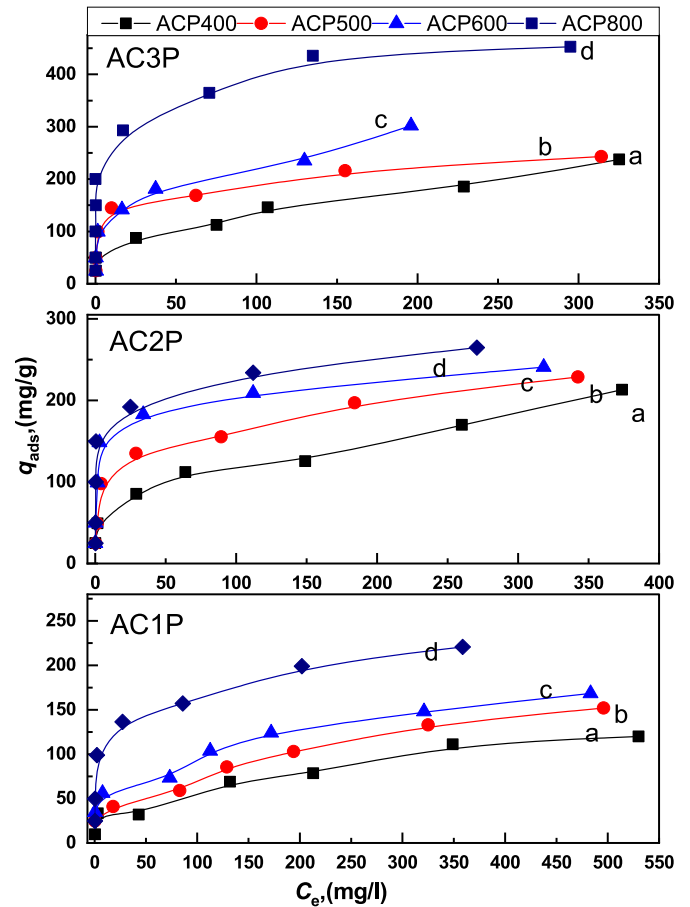 ACP400 ACP500 ACP600 ACP800
AC3P
d
c
b
a
400
300
200
100
0
0 50 100 150 200 250 300 350
AC2P
d
c
b
a
300
200
100
0
0 50 100 150 200 250 300 350 400
qads,(mg/g)
AC1P
d
c
b
a
250
200
150
100
50
0
0 50 100 150 200 250 300 350 400 450 500 550
Ce,(mg/l)